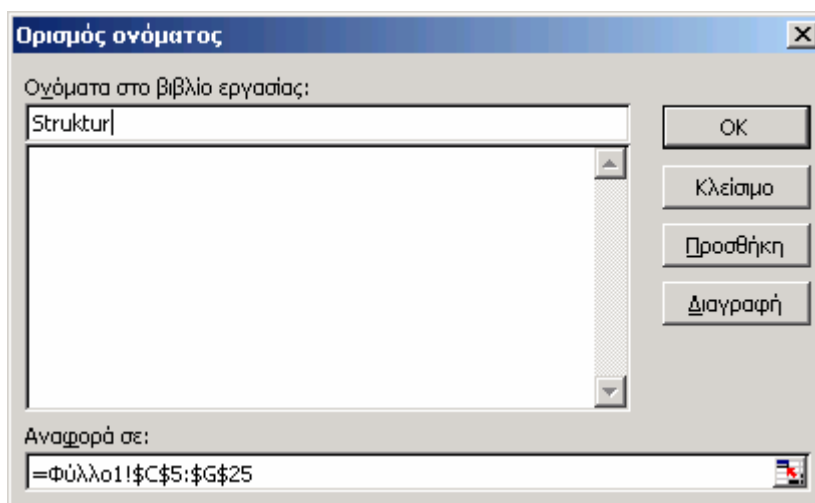 Ορισμός ονόματος
Ονόματα στο βιβλίο εργασίας:
Struktur
OK
Κλείσιμο
Προσθήκη
Διαγραφή
Αναφορά σε:
=Φύλλο1!$C$5:$G$25